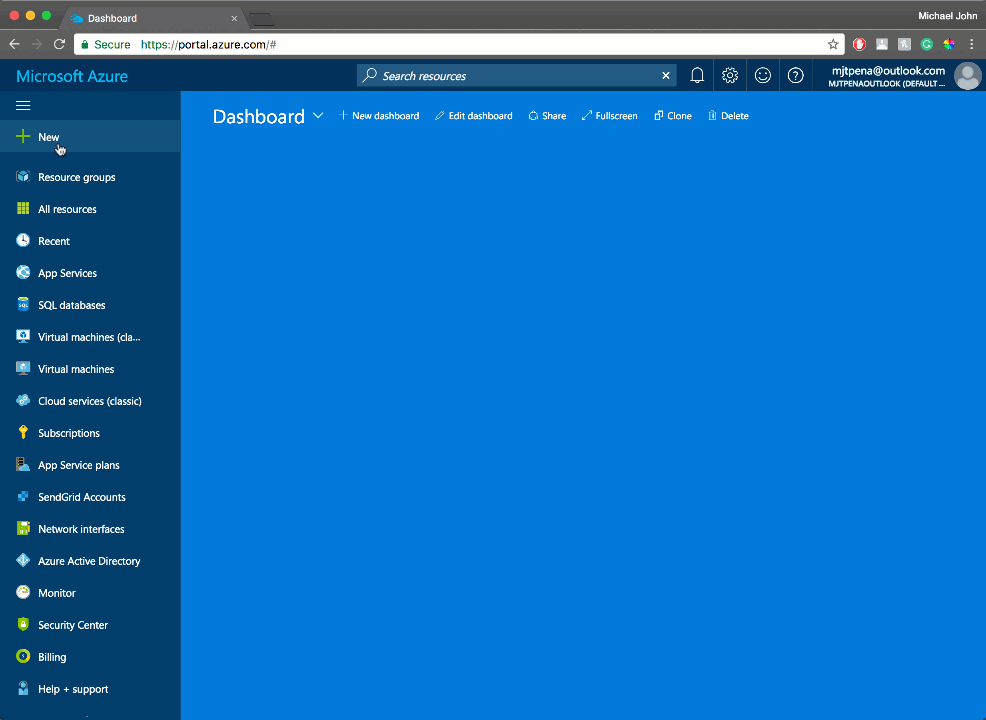 Dashboard
Michael John
Secure https://portal.azure.com/#
Microsoft Azure
Search resources
mjtpena@outlook.com
MJTPENAOUTLOOK (DEFAULT ...
Dashboard
New dashboard
Edit dashboard
Share
Fullscreen
Clone
Delete
New
Resource groups
All resources
Recent
App Services
SQL databases
Virtual machines (cla...
Virtual machines
Cloud services (classic)
Subscriptions
App Service plans
SendGrid Accounts
Network interfaces
Azure Active Directory
Monitor
Security Center
Billing
Help + support